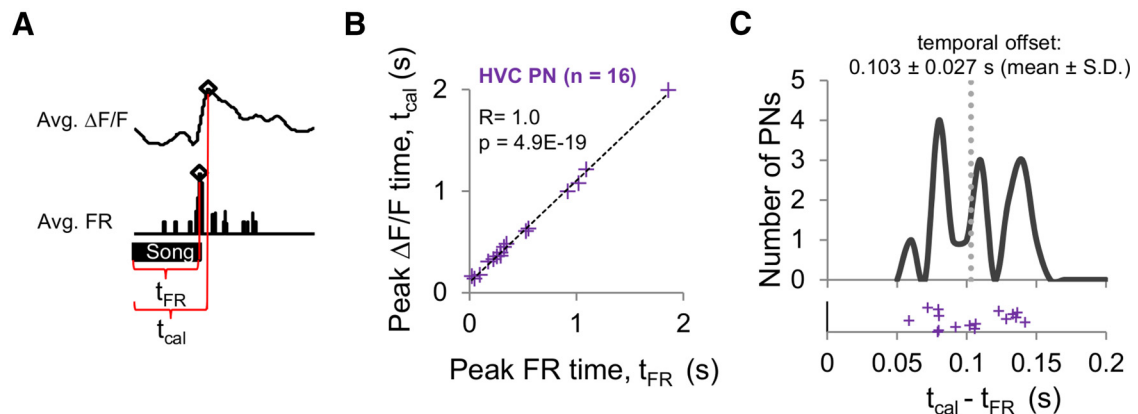 A
Avg. ΔF/F
Avg. FR
Song
tFR
tcal
B
Peak ΔF/F time, tcal (s)
HVC PN (n = 16)
R= 1.0
p = 4.9E-19
2
1
0
0
1
2
Peak FR time, tFR (s)
C
temporal offset:
0.103 ± 0.027 s (mean ± S.D.)
Number of PNs
5
4
3
2
1
0
0
0.05
0.1
0.15
0.2
tcal - tFR (s)